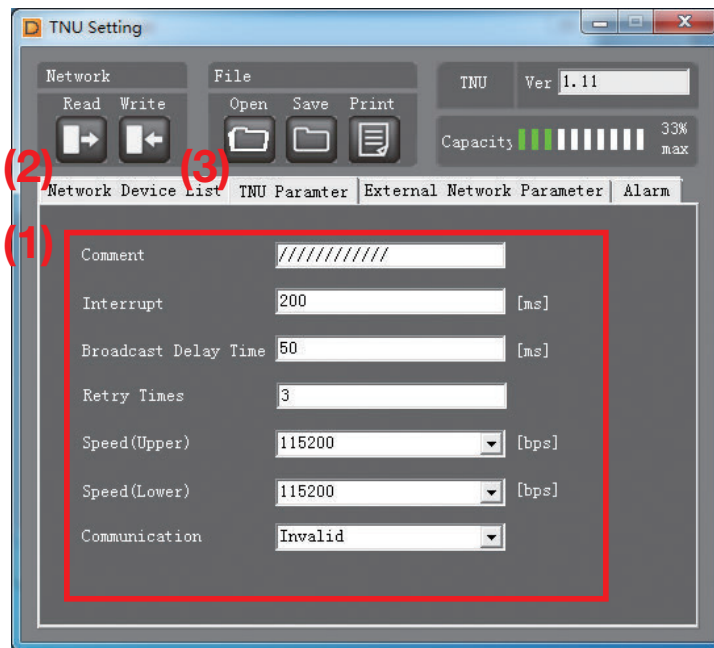 TNU Setting
Network File TNU Ver 1.11
Read Write Open Save Print
Capacity 33% max
(2) (3)
Network Device List TNU Paramter External Network Parameter Alarm
(1)
Comment ////////////
Interrupt 200 [ms]
Broadcast Delay Time 50 [ms]
Retry Times 3
Speed(Upper) 115200 [bps]
Speed(Lower) 115200 [bps]
Communication Invalid